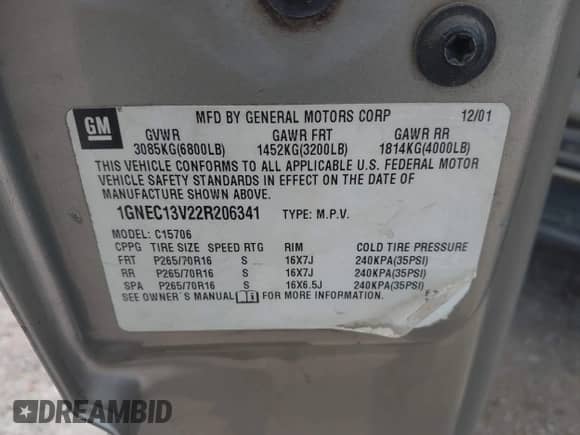 GM
MFD BY GENERAL MOTORS CORP 12/01
GVWR GAWR FRT GAWR RR
3085KG(6800LB) 1452KG(3200LB) 1814KG(4000LB)
THIS VEHICLE CONFORMS TO ALL APPLICABLE U.S. FEDERAL MOTOR
VEHICLE SAFETY STANDARDS IN EFFECT ON THE DATE OF
MANUFACTURE SHOWN ABOVE.
1GNEC13V22R206341 TYPE: M.P.V.
MODEL: C15706
CPPG TIRE SIZE SPEED RTG RIM COLD TIRE PRESSURE
FRT P265/70R16 S 16X7J 240KPA(35PSI)
RR P265/70R16 S 16X7J 240KPA(35PSI)
SPA P265/70R16 S 16X6.5J 240KPA(35PSI)
SEE OWNER'S MANUAL FOR MORE INFORMATION.
DREAMBID